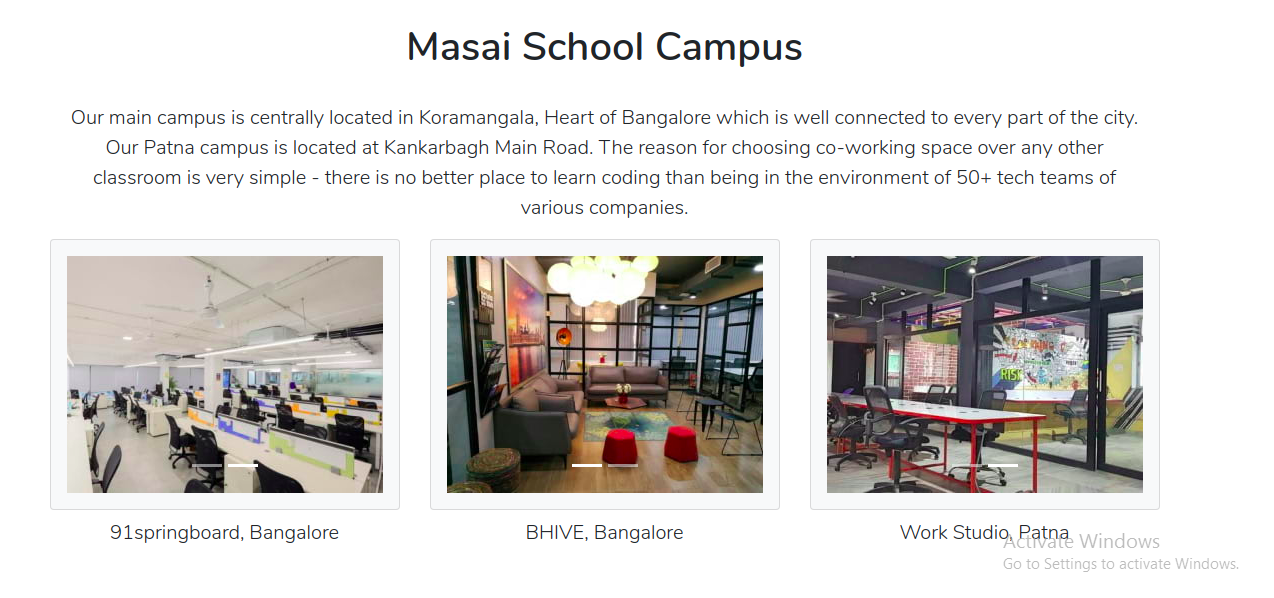 Masai School Campus
Our main campus is centrally located in Koramangala, Heart of Bangalore which is well connected to every part of the city.
Our Patna campus is located at Kankarbagh Main Road. The reason for choosing co-working space over any other
classroom is very simple - there is no better place to learn coding than being in the environment of 50+ tech teams of
various companies.
RISK
91springboard, Bangalore
BHIVE, Bangalore
Work Studio, Patna
Activate Windows
Go to Settings to activate Windows.